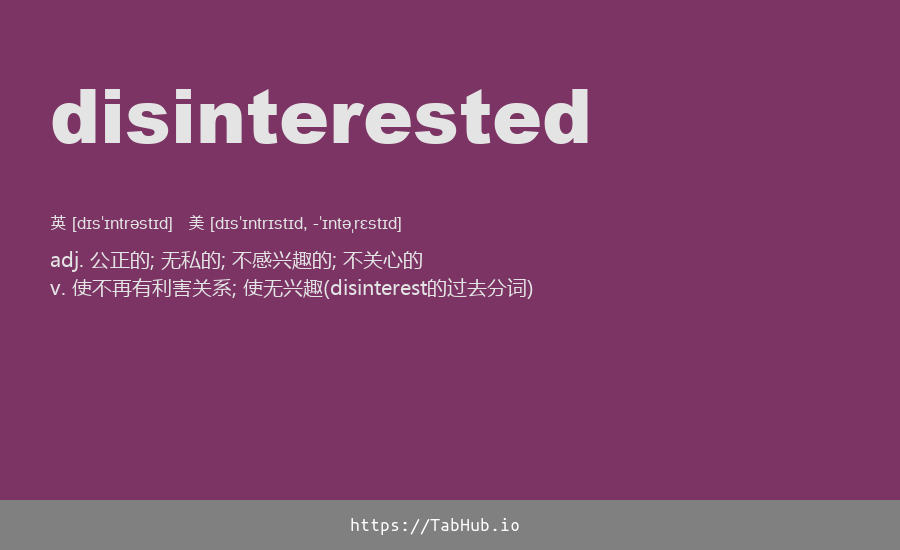 disinterested
英 [dɪsˈɪntrəstɪd] 美 [dɪsˈɪntrɪstɪd, -ˈɪntəˌrɛstɪd]
adj. 公正的; 无私的; 不感兴趣的; 不关心的
v. 使不再有利害关系; 使无兴趣(disinterest的过去分词)
https://TabHub.io